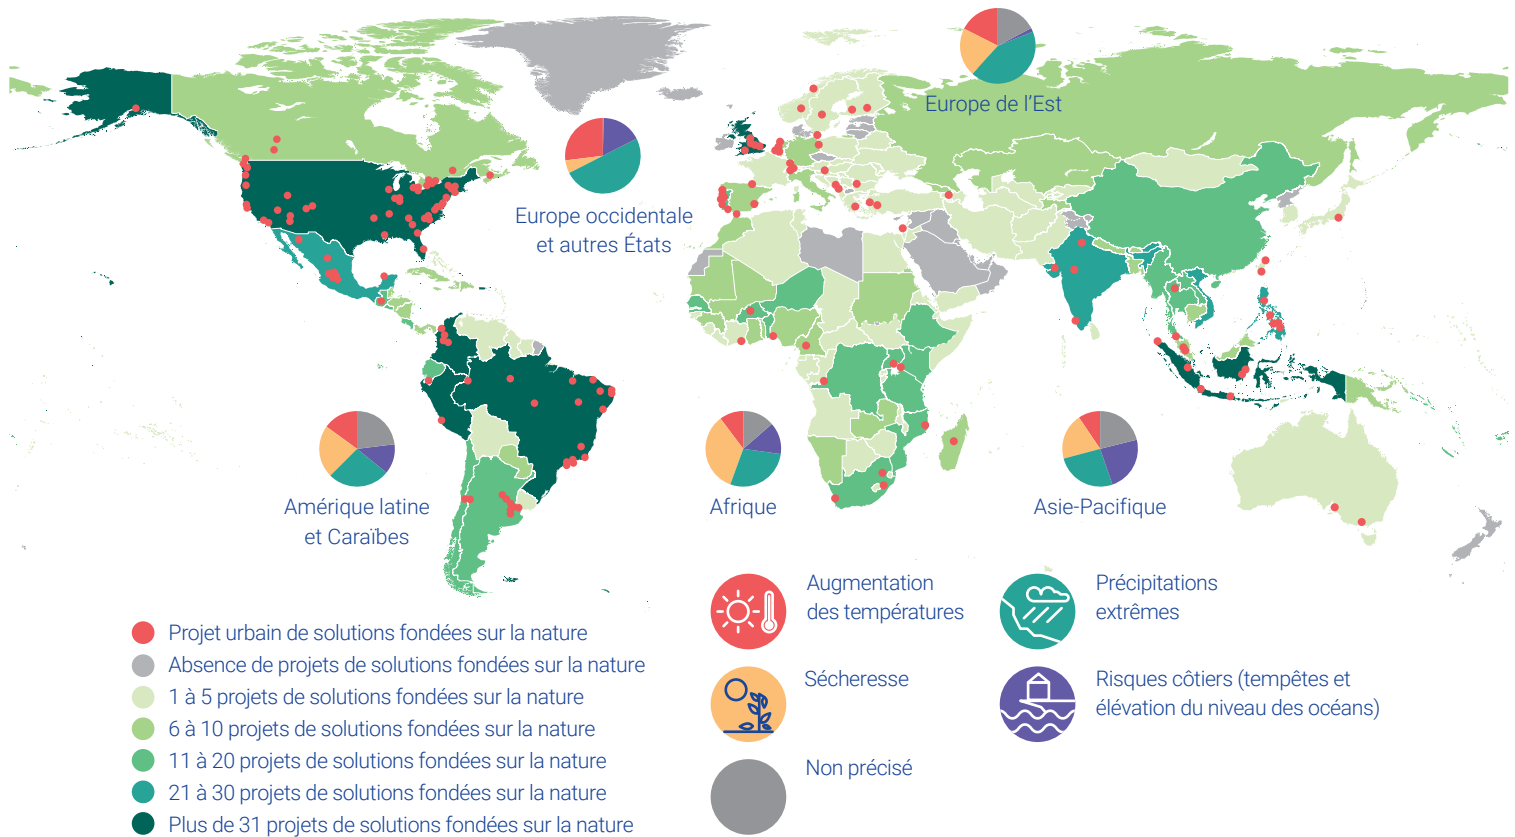 Europe de l'Est
Europe occidentale
et autres États
Amérique latine
et Caraïbes
Afrique
Asie-Pacifique
Projet urbain de solutions fondées sur la nature
Absence de projets de solutions fondées sur la nature
1 à 5 projets de solutions fondées sur la nature
6 à 10 projets de solutions fondées sur la nature
11 à 20 projets de solutions fondées sur la nature
21 à 30 projets de solutions fondées sur la nature
Plus de 31 projets de solutions fondées sur la nature
Augmentation
des températures
Sécheresse
Non précisé
Précipitations
extrêmes
Risques côtiers (tempêtes et
élévation du niveau des océans)